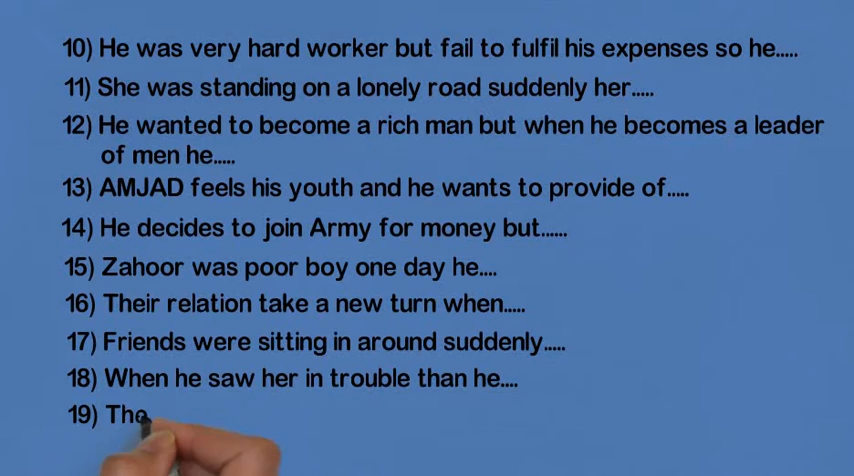 10) He was very hard worker but fail to fulfil his expenses so he.....
11) She was standing on a lonely road suddenly her.....
12) He wanted to become a rich man but when he becomes a leader
of men he.....
13) AMJAD feels his youth and he wants to provide of.....
14) He decides to join Army for money but......
15) Zahoor was poor boy one day he....
16) Their relation take a new turn when.....
17) Friends were sitting in around suddenly.....
18) When he saw her in trouble than he....
19) The